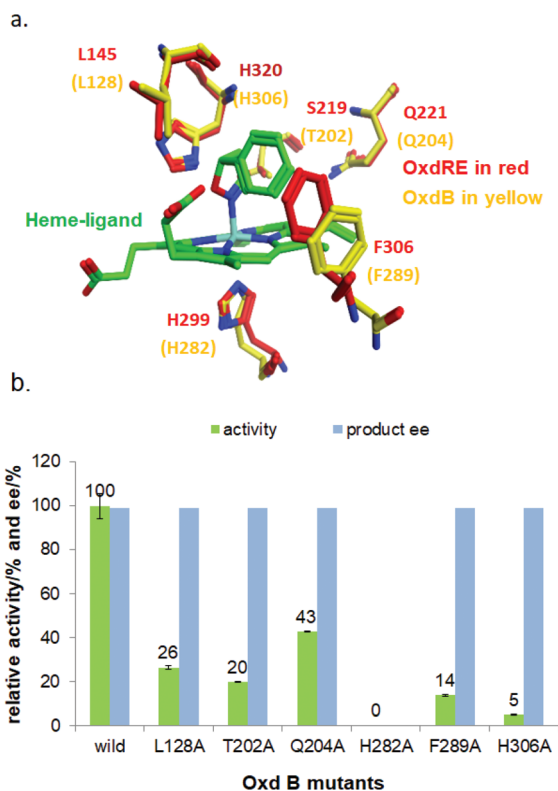 a.
L145
(L128)
H320
(H306)
S219
(T202)
Q221
(Q204)
OxdRE in red
OxdB in yellow
Heme-ligand
F306
(F289)
H299
(H282)
b.
activity
product ee
relative activity/% and ee/%
120
100
80
60
40
20
0
100
26
20
43
0
14
5
wild
L128A
T202A
Q204A
H282A
F289A
H306A
Oxd B mutants